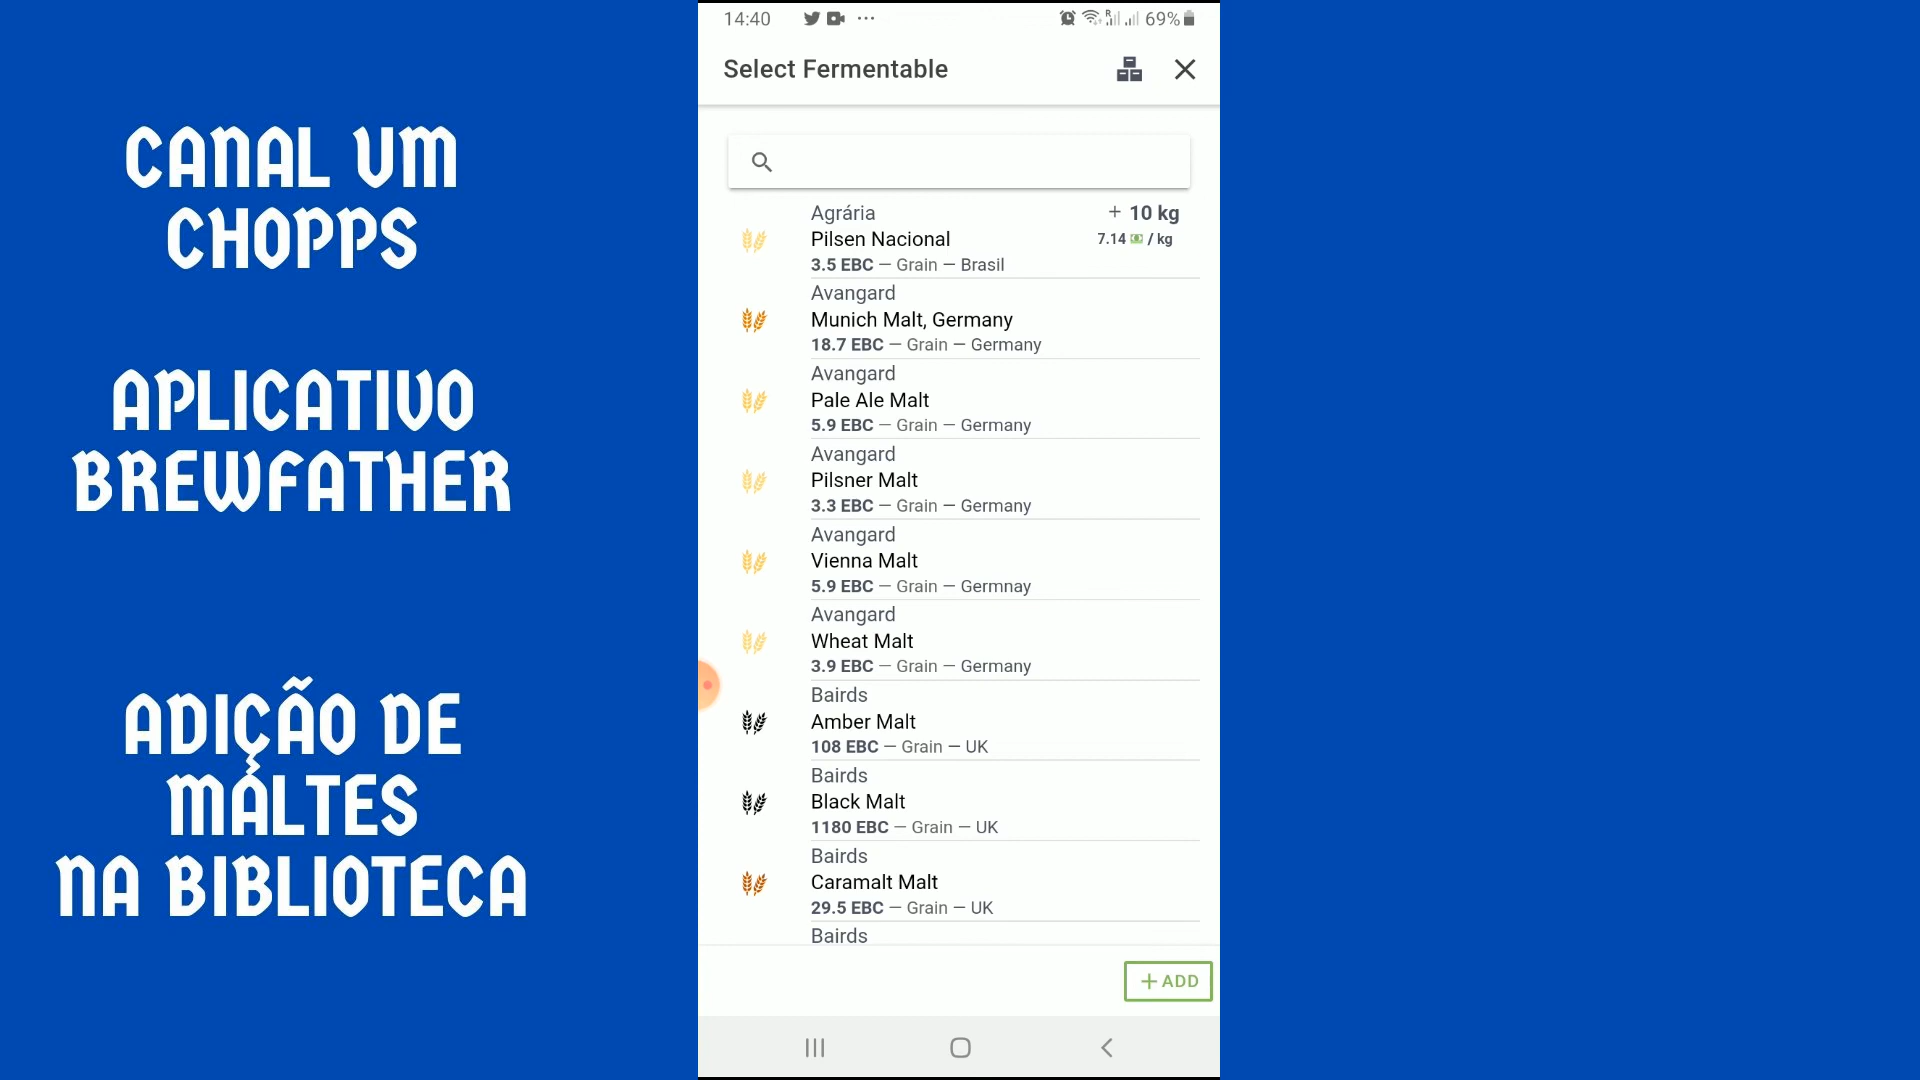 CANAL VM
CHOPPS
APLICATIVO
BREWFATHER
ADIÇÃO DE
MALTES
NA BIBLIOTECA
14:40
69%
Select Fermentable
Agrária
+ 10 kg
Pilsen Nacional
7.14 / kg
3.5 EBC — Grain — Brasil
Avangard
Munich Malt, Germany
18.7 EBC — Grain — Germany
Avangard
Pale Ale Malt
5.9 EBC — Grain — Germany
Avangard
Pilsner Malt
3.3 EBC — Grain — Germany
Avangard
Vienna Malt
5.9 EBC — Grain — Germnay
Avangard
Wheat Malt
3.9 EBC — Grain — Germany
Bairds
Amber Malt
108 EBC — Grain — UK
Bairds
Black Malt
1180 EBC — Grain — UK
Bairds
Caramalt Malt
29.5 EBC — Grain — UK
Bairds
+ ADD